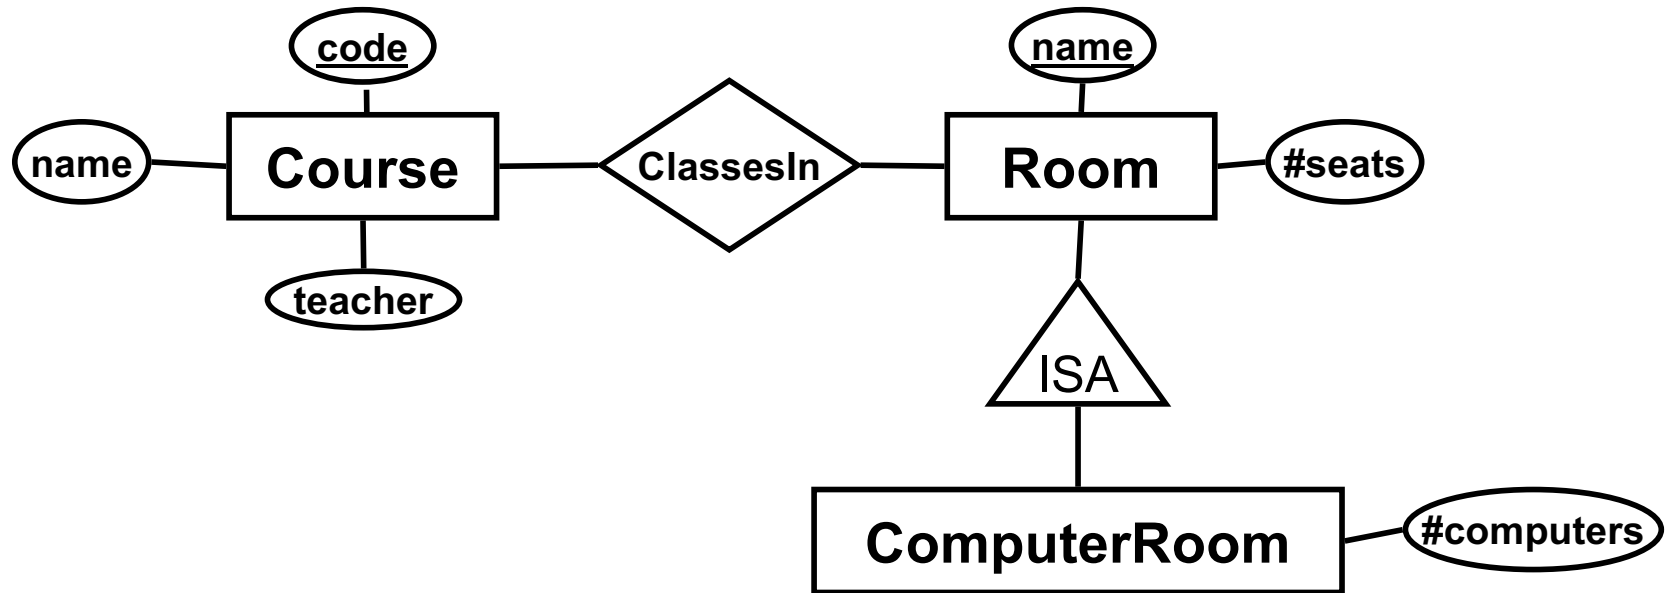 code
name
name
Course
ClassesIn
Room
#seats
teacher
ISA
ComputerRoom
#computers